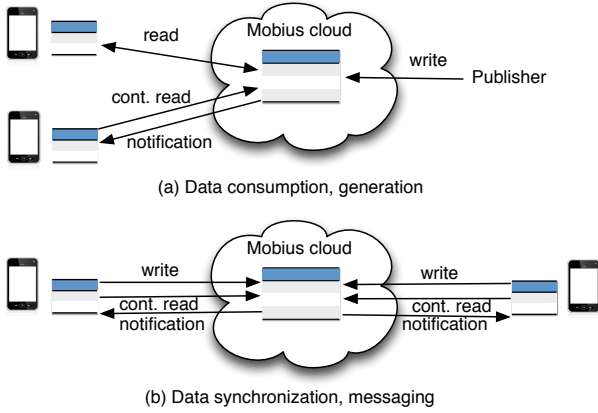 Mobius cloud
read
write
Publisher
cont. read
notification
(a) Data consumption, generation
Mobius cloud
write
write
cont. read
cont. read
notification
notification
(b) Data synchronization, messaging